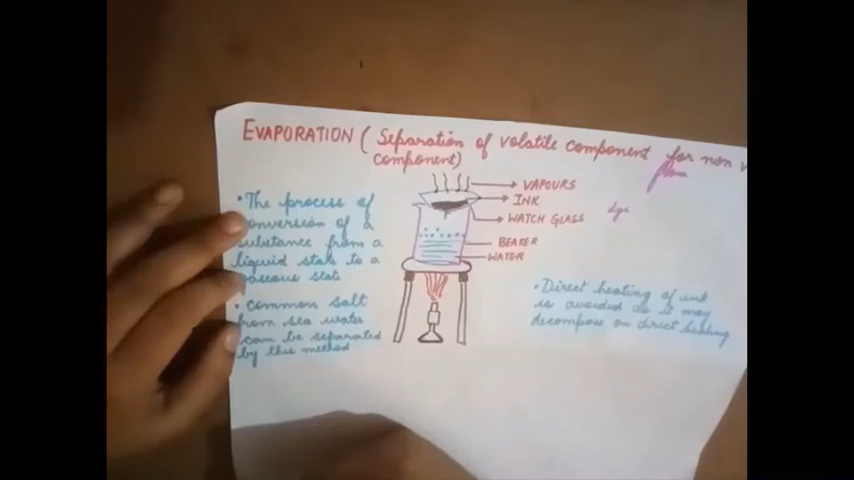 EVAPORATION ( Separation of volatile component for non
from
component)
• The process of
conversion of a
substance from a
liquid state to a
gaseous state
• common salt
from sea water
can be separated
by this method
VAPOURS
INK
WATCH GLASS
dye
BEAKER
WATER
• Direct heating of ink
is avoided as it may
decompose on direct heating